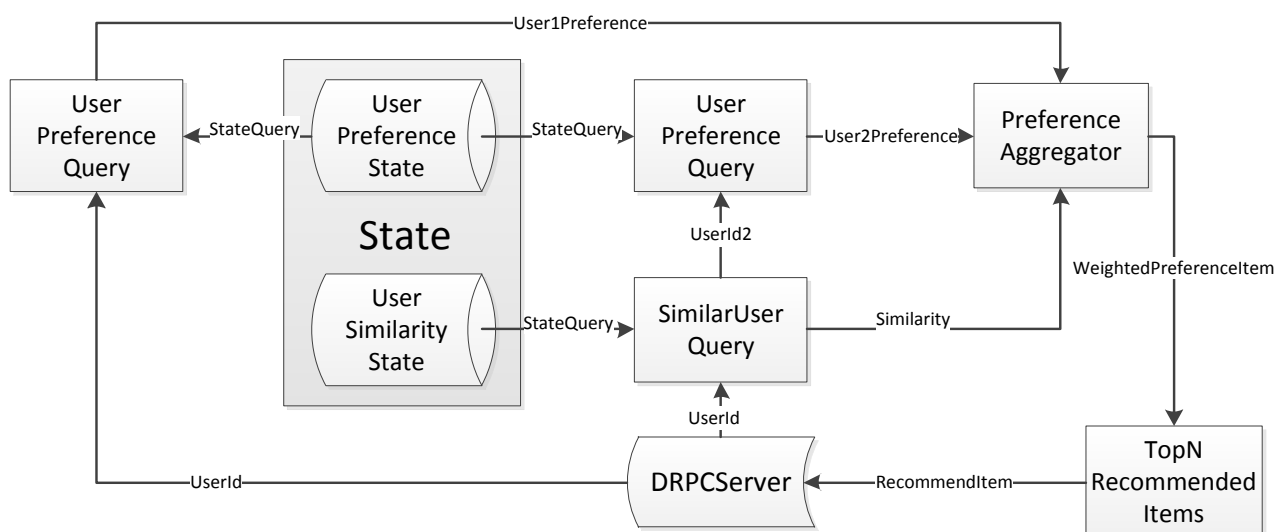 User1Preference
User
Preference
Query
StateQuery
User
Preference
State
StateQuery
User
Preference
Query
User2Preference
Preference
Aggregator
State
UserId2
WeightedPreferenceItem
User
Similarity
State
StateQuery
SimilarUser
Query
Similarity
UserId
UserId
DRPCServer
RecommendItem
TopN
Recommended
Items